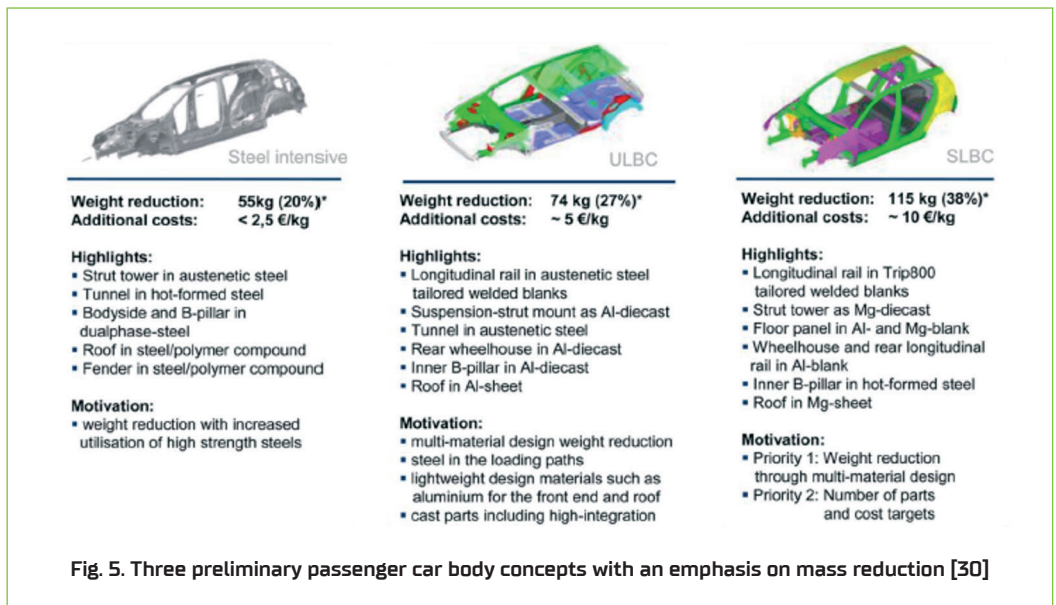 Steel intensive
Weight reduction: 55kg (20%)*
Additional costs: < 2,5 €/kg
Highlights:
▪ Strut tower in austenetic steel
▪ Tunnel in hot-formed steel
▪ Bodyside and B-pillar in
dualphase-steel
▪ Roof in steel/polymer compound
▪ Fender in steel/polymer compound
Motivation:
▪ weight reduction with increased
utilisation of high strength steels
ULBC
Weight reduction: 74 kg (27%)*
Additional costs: ~ 5 €/kg
Highlights:
▪ Longitudinal rail in austenetic steel
tailored welded blanks
▪ Suspension-strut mount as Al-diecast
▪ Tunnel in austenetic steel
▪ Rear wheelhouse in Al-diecast
▪ Inner B-pillar in Al-diecast
▪ Roof in Al-sheet
Motivation:
▪ multi-material design weight reduction
▪ steel in the loading paths
▪ lightweight design materials such as
aluminium for the front end and roof
▪ cast parts including high-integration
SLBC
Weight reduction: 115 kg (38%)*
Additional costs: ~ 10 €/kg
Highlights:
▪ Longitudinal rail in Trip800
tailored welded blanks
▪ Strut tower as Mg-diecast
▪ Floor panel in Al- and Mg-blank
▪ Wheelhouse and rear longitudinal
rail in Al-blank
▪ Inner B-pillar in hot-formed steel
▪ Roof in Mg-sheet
Motivation:
▪ Priority 1: Weight reduction
through multi-material design
▪ Priority 2: Number of parts
and cost targets
Fig. 5. Three preliminary passenger car body concepts with an emphasis on mass reduction [30]